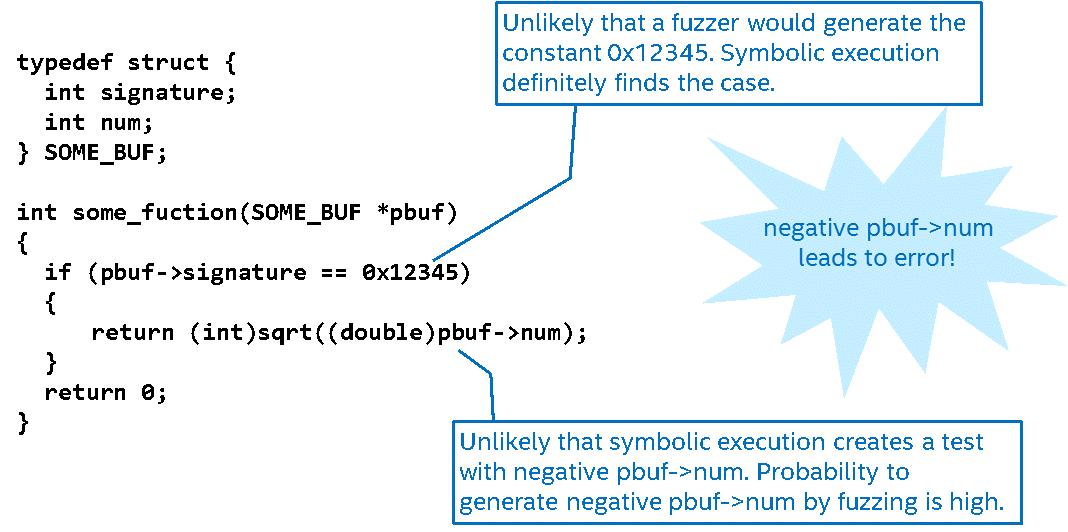 Unlikely that a fuzzer would generate the
constant 0x12345. Symbolic execution
definitely finds the case.
typedef struct {
int signature;
int num;
} SOME_BUF;
int some_fuction(SOME_BUF *pbuf)
{
if (pbuf->signature == 0x12345)
{
return (int)sqrt((double)pbuf->num);
}
return 0;
}
negative pbuf->num
leads to error!
Unlikely that symbolic execution creates a test
with negative pbuf->num. Probability to
generate negative pbuf->num by fuzzing is high.